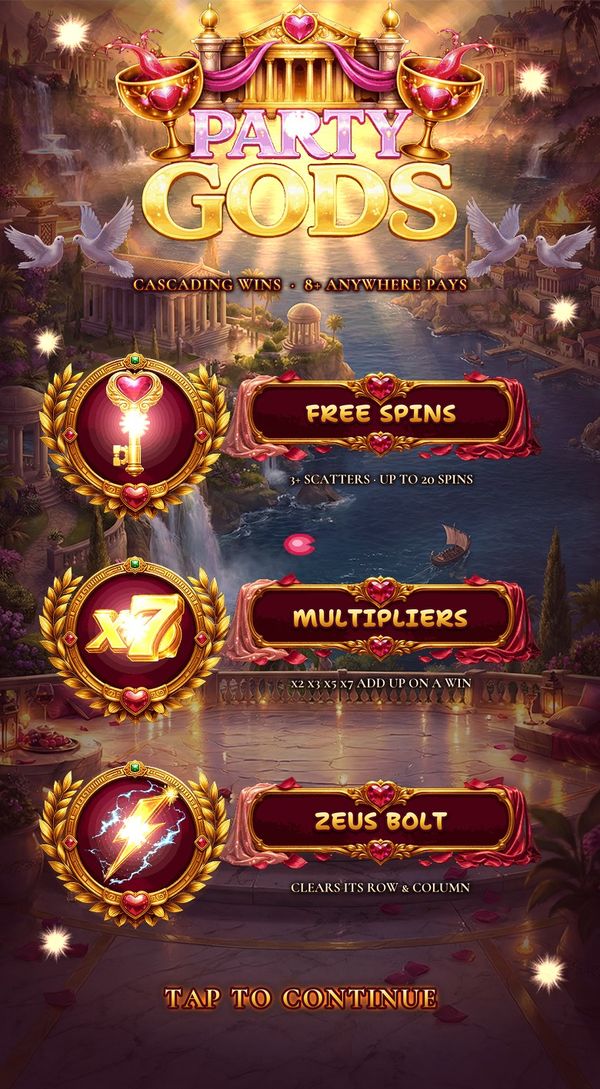 PARTY
GODS
CASCADING WINS · 8+ ANYWHERE PAYS
FREE SPINS
3+ SCATTERS · UP TO 20 SPINS
x7
MULTIPLIERS
X2 X3 X5 X7 ADD UP ON A WIN
ZEUS BOLT
CLEARS ITS ROW & COLUMN
TAP TO CONTINUE